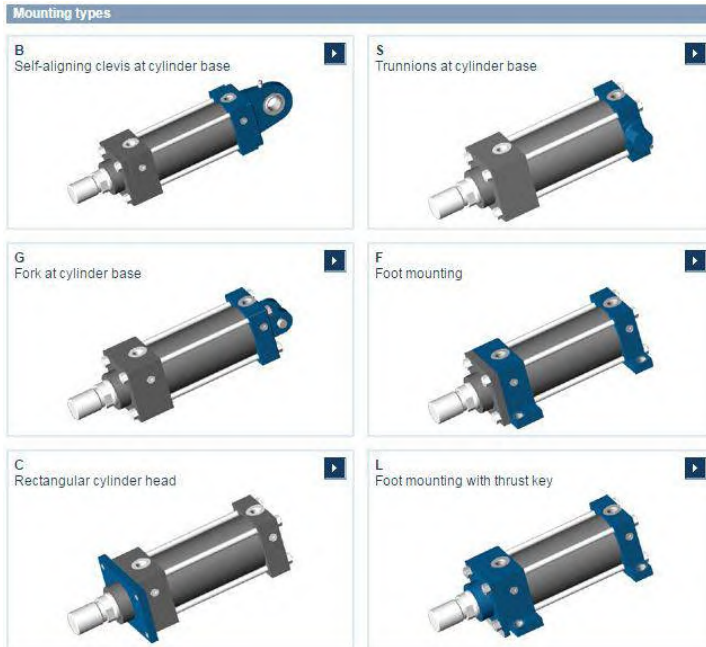 Mounting types
B
Self-aligning clevis at cylinder base
S
Trunnions at cylinder base
G
Fork at cylinder base
F
Foot mounting
C
Rectangular cylinder head
L
Foot mounting with thrust key